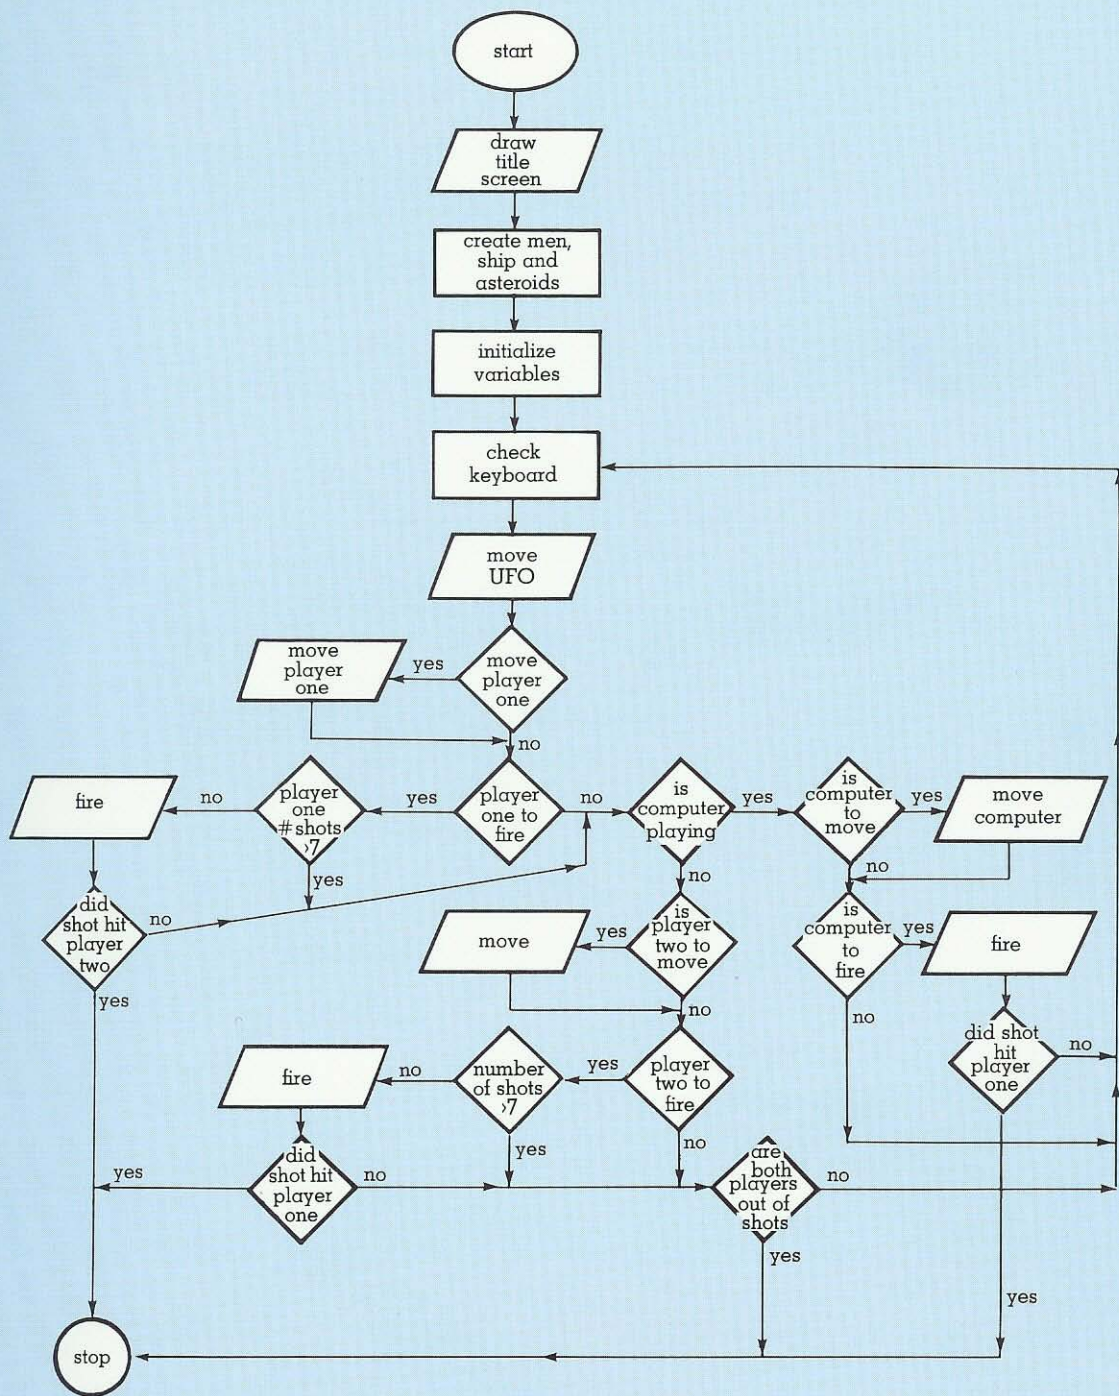 start
draw
title
screen
create men,
ship and
asteroids
initialize
variables
check
keyboard
move
UFO
move
player
one
yes
move
player
one
no
fire
no
player
one
#shots
>7
yes
player
one to
fire
no
is
computer
playing
yes
is
computer
to
move
yes
move
computer
yes
no
no
did
shot hit
player
two
no
move
yes
is
player
two to
move
is
computer
to
fire
yes
fire
yes
no
no
did shot
hit
player
one
no
fire
no
number
of shots
>7
yes
player
two to
fire
yes
no
yes
did
shot hit
player
one
no
are
both
players
out of
shots
no
yes
yes
stop